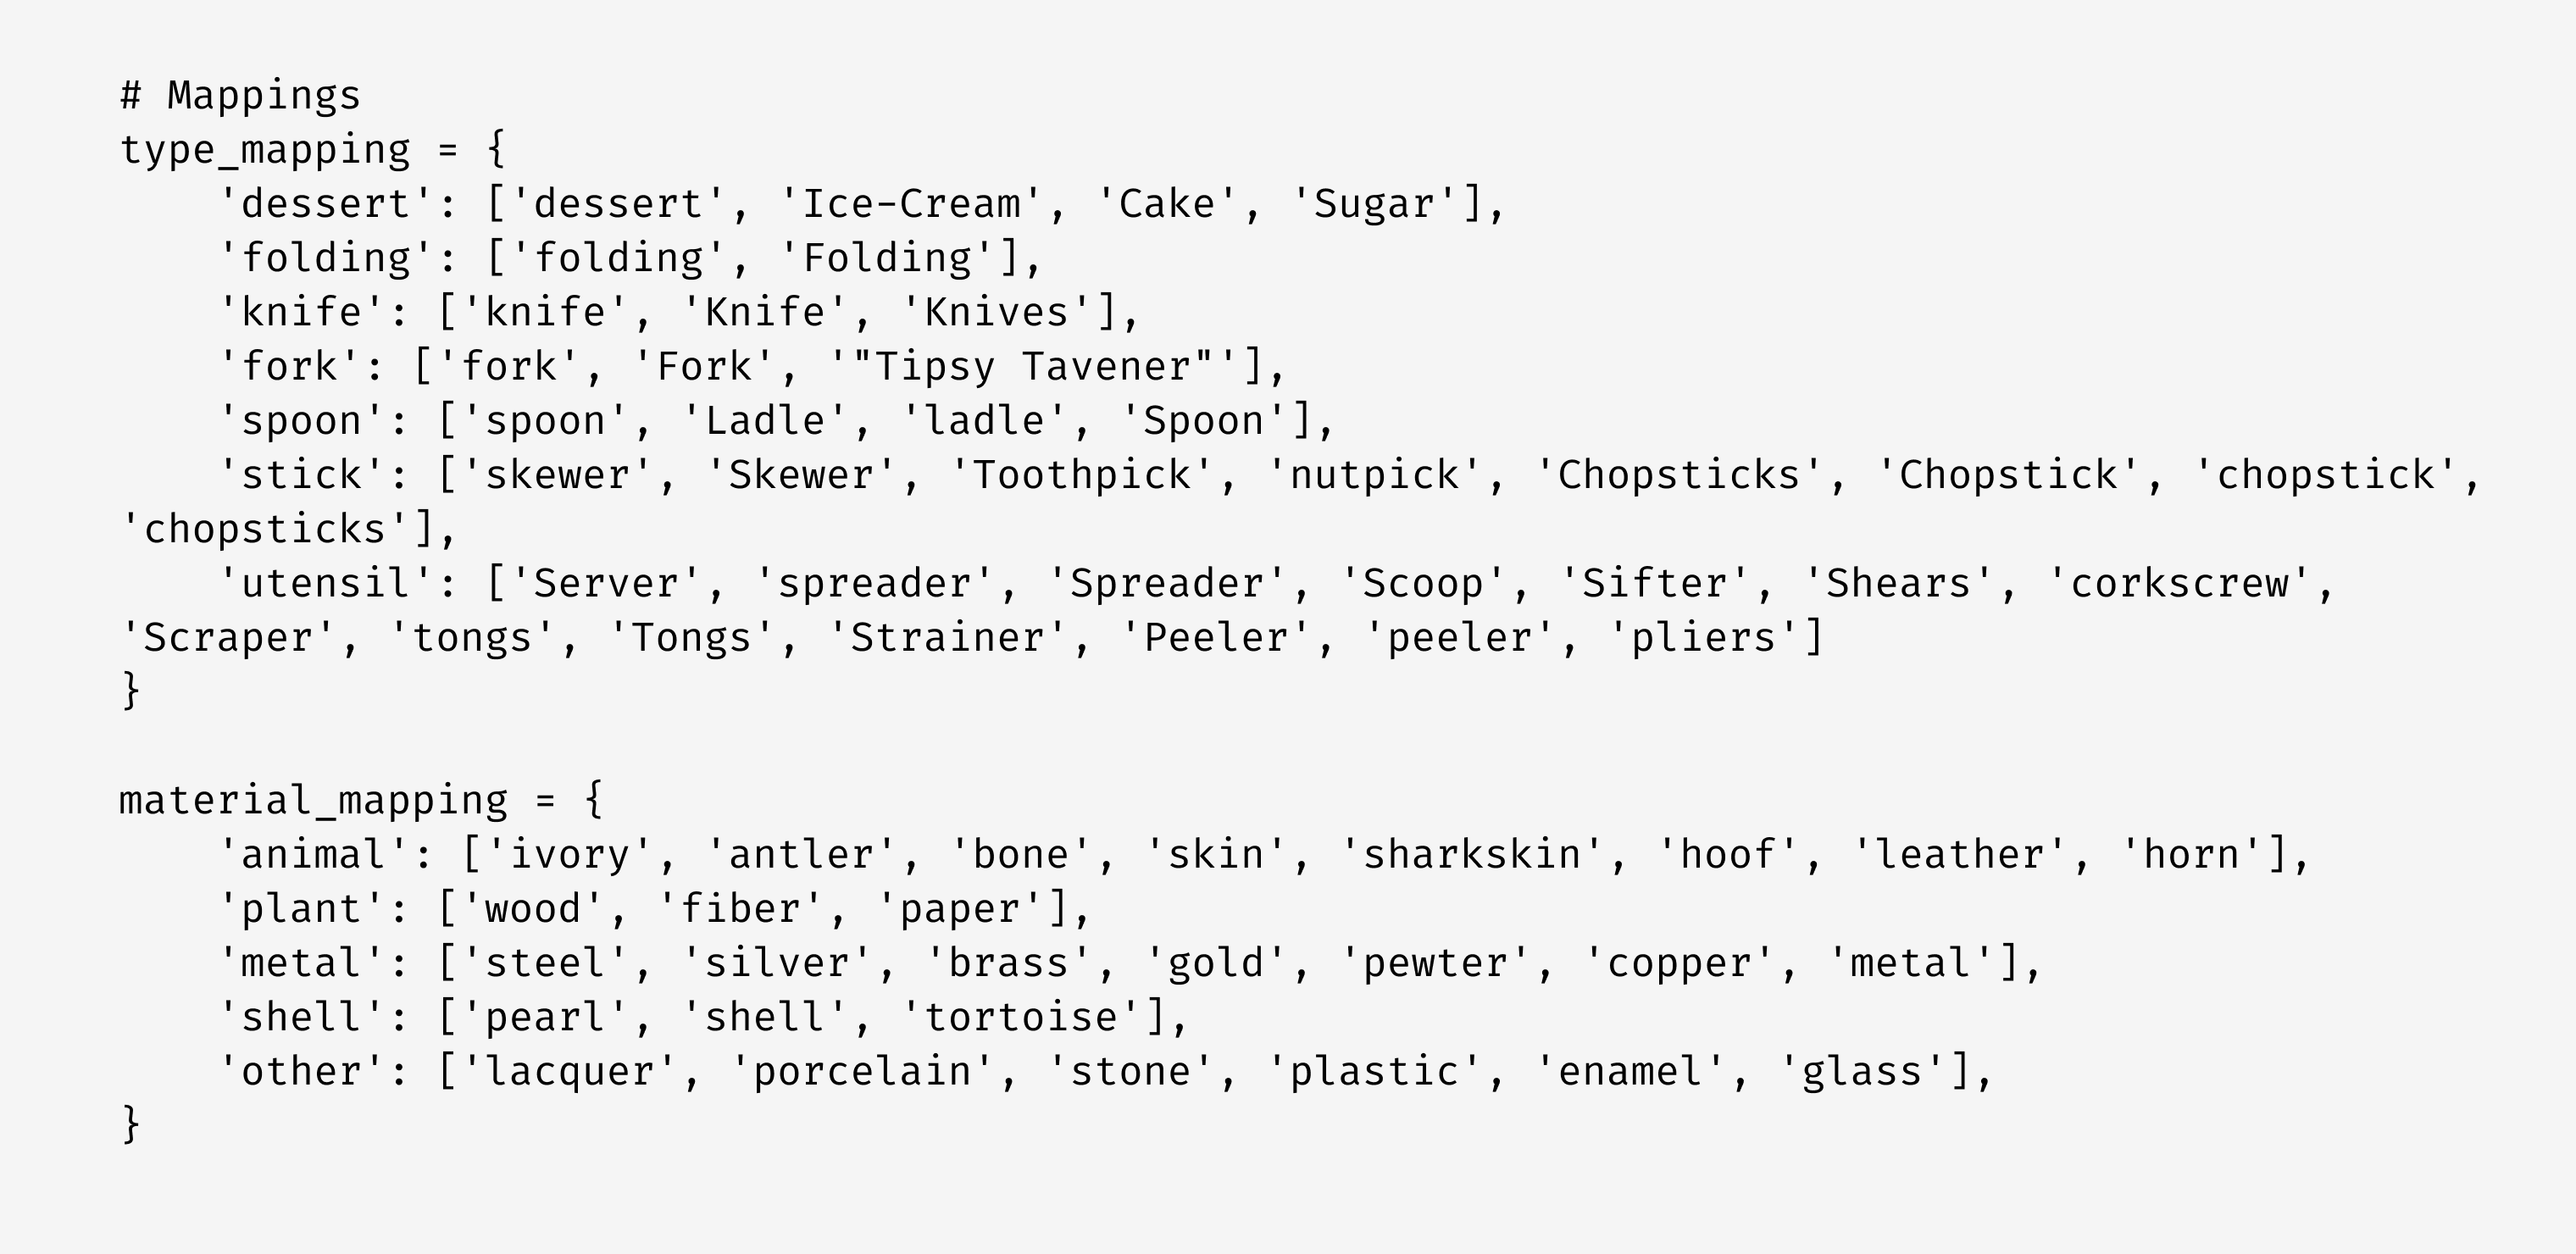 # Mappings
type_mapping = {
    'dessert': ['dessert', 'Ice-Cream', 'Cake', 'Sugar'],
    'folding': ['folding', 'Folding'],
    'knife': ['knife', 'Knife', 'Knives'],
    'fork': ['fork', 'Fork', '"Tipsy Tavener"'],
    'spoon': ['spoon', 'Ladle', 'ladle', 'Spoon'],
    'stick': ['skewer', 'Skewer', 'Toothpick', 'nutpick', 'Chopsticks', 'Chopstick', 'chopstick',
'chopsticks'],
    'utensil': ['Server', 'spreader', 'Spreader', 'Scoop', 'Sifter', 'Shears', 'corkscrew',
'Scraper', 'tongs', 'Tongs', 'Strainer', 'Peeler', 'peeler', 'pliers']
}

material_mapping = {
    'animal': ['ivory', 'antler', 'bone', 'skin', 'sharkskin', 'hoof', 'leather', 'horn'],
    'plant': ['wood', 'fiber', 'paper'],
    'metal': ['steel', 'silver', 'brass', 'gold', 'pewter', 'copper', 'metal'],
    'shell': ['pearl', 'shell', 'tortoise'],
    'other': ['lacquer', 'porcelain', 'stone', 'plastic', 'enamel', 'glass'],
}